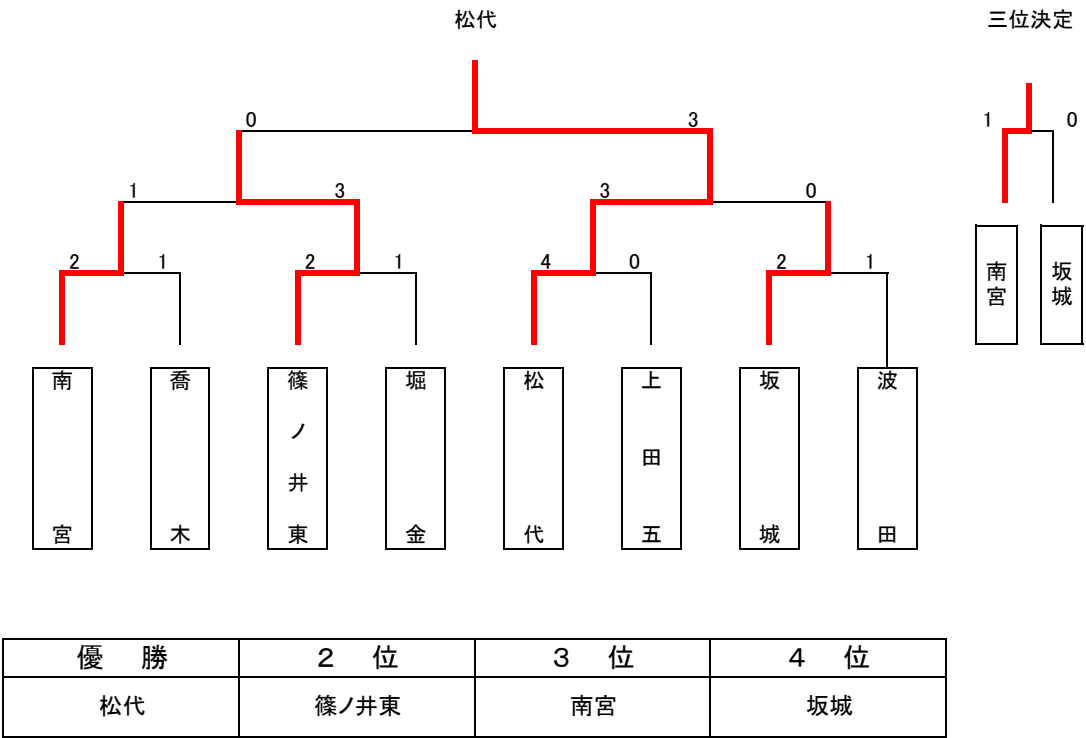 松代
三位決定
0 3
1 0
1 3 3 0
2 1 2 1 4 0 2 1
南宮
坂城
南宮
喬木
篠ノ井東
堀金
松代
上田五
坂城
波田
優勝 2位 3位 4位
松代 篠ノ井東 南宮 坂城